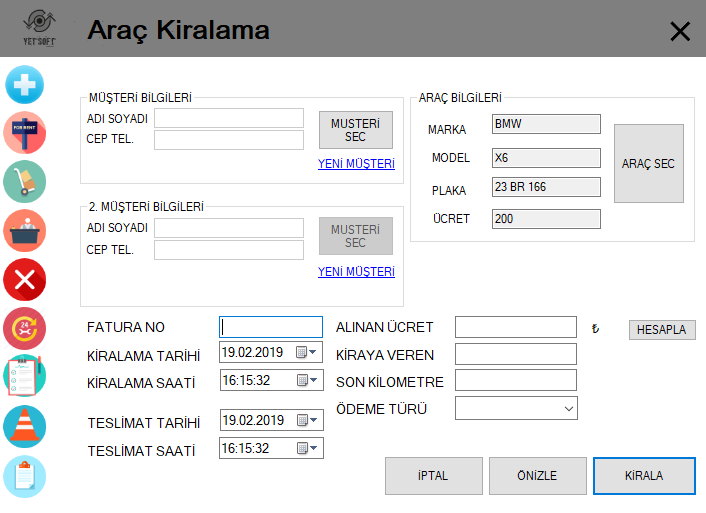 YET'SOFT
Araç Kiralama
FOR RENT
24
MÜŞTERİ BİLGİLERİ
ADI SOYADI
CEP TEL.
MUSTERİ
SEC
YENİ MÜŞTERİ
ARAÇ BİLGİLERİ
MARKA BMW
MODEL X6
PLAKA 23 BR 166
ÜCRET 200
ARAÇ SEC
2. MÜŞTERİ BİLGİLERİ
ADI SOYADI
CEP TEL.
MUSTERİ
SEC
YENİ MÜŞTERİ
FATURA NO
KİRALAMA TARİHİ 19.02.2019
KİRALAMA SAATİ 16:15:32
TESLİMAT TARİHİ 19.02.2019
TESLİMAT SAATİ 16:15:32
ALINAN ÜCRET ₺ HESAPLA
KİRAYA VEREN
SON KİLOMETRE
ÖDEME TÜRÜ
İPTAL ÖNİZLE KİRALA